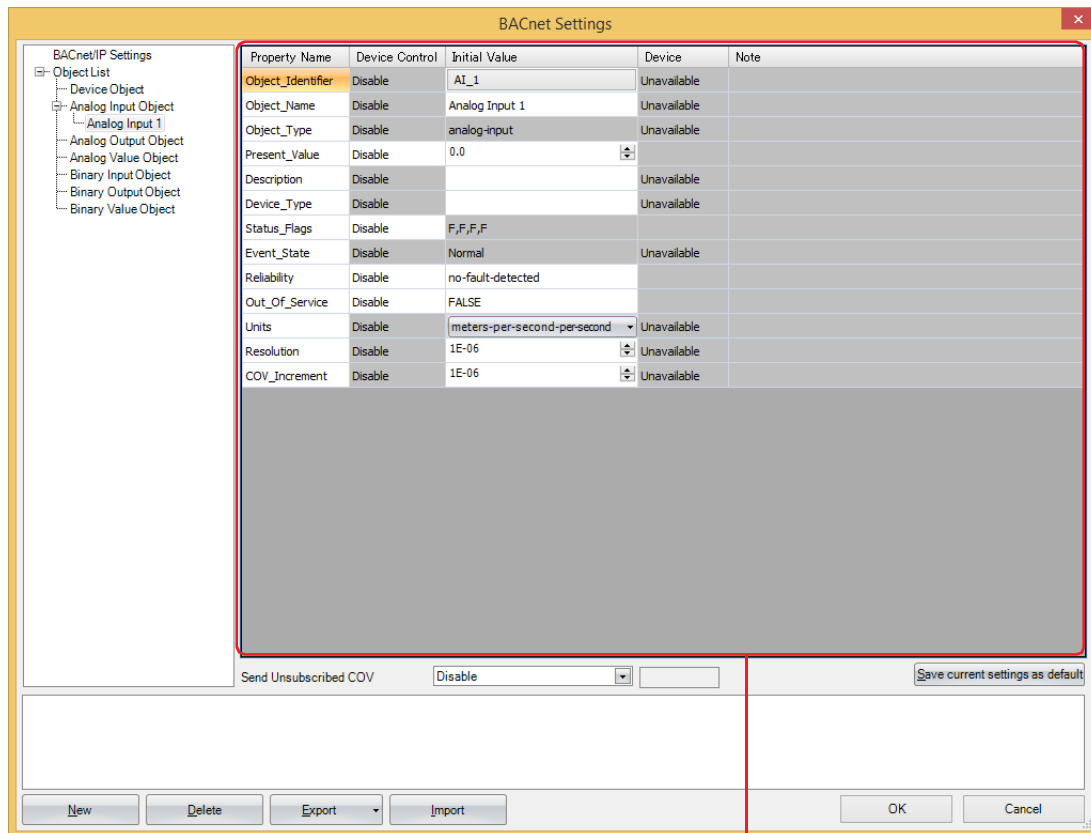 BACnet Settings
BACnet/IP Settings
Object List
Device Object
Analog Input Object
Analog Input 1
Analog Output Object
Analog Value Object
Binary Input Object
Binary Output Object
Binary Value Object
Property Name Device Control Initial Value Device Note
Object_Identifier Disable AI_1 Unavailable
Object_Name Disable Analog Input 1 Unavailable
Object_Type Disable analog-input Unavailable
Present_Value Disable 0.0
Description Disable Unavailable
Device_Type Disable Unavailable
Status_Flags Disable F,F,F,F
Event_State Disable Normal Unavailable
Reliability Disable no-fault-detected
Out_Of_Service Disable FALSE
Units Disable meters-per-second-per-second Unavailable
Resolution Disable 1E-06 Unavailable
COV_Increment Disable 1E-06 Unavailable
Send Unsubscribed COV Disable Save current settings as default
New Delete Export Import OK Cancel